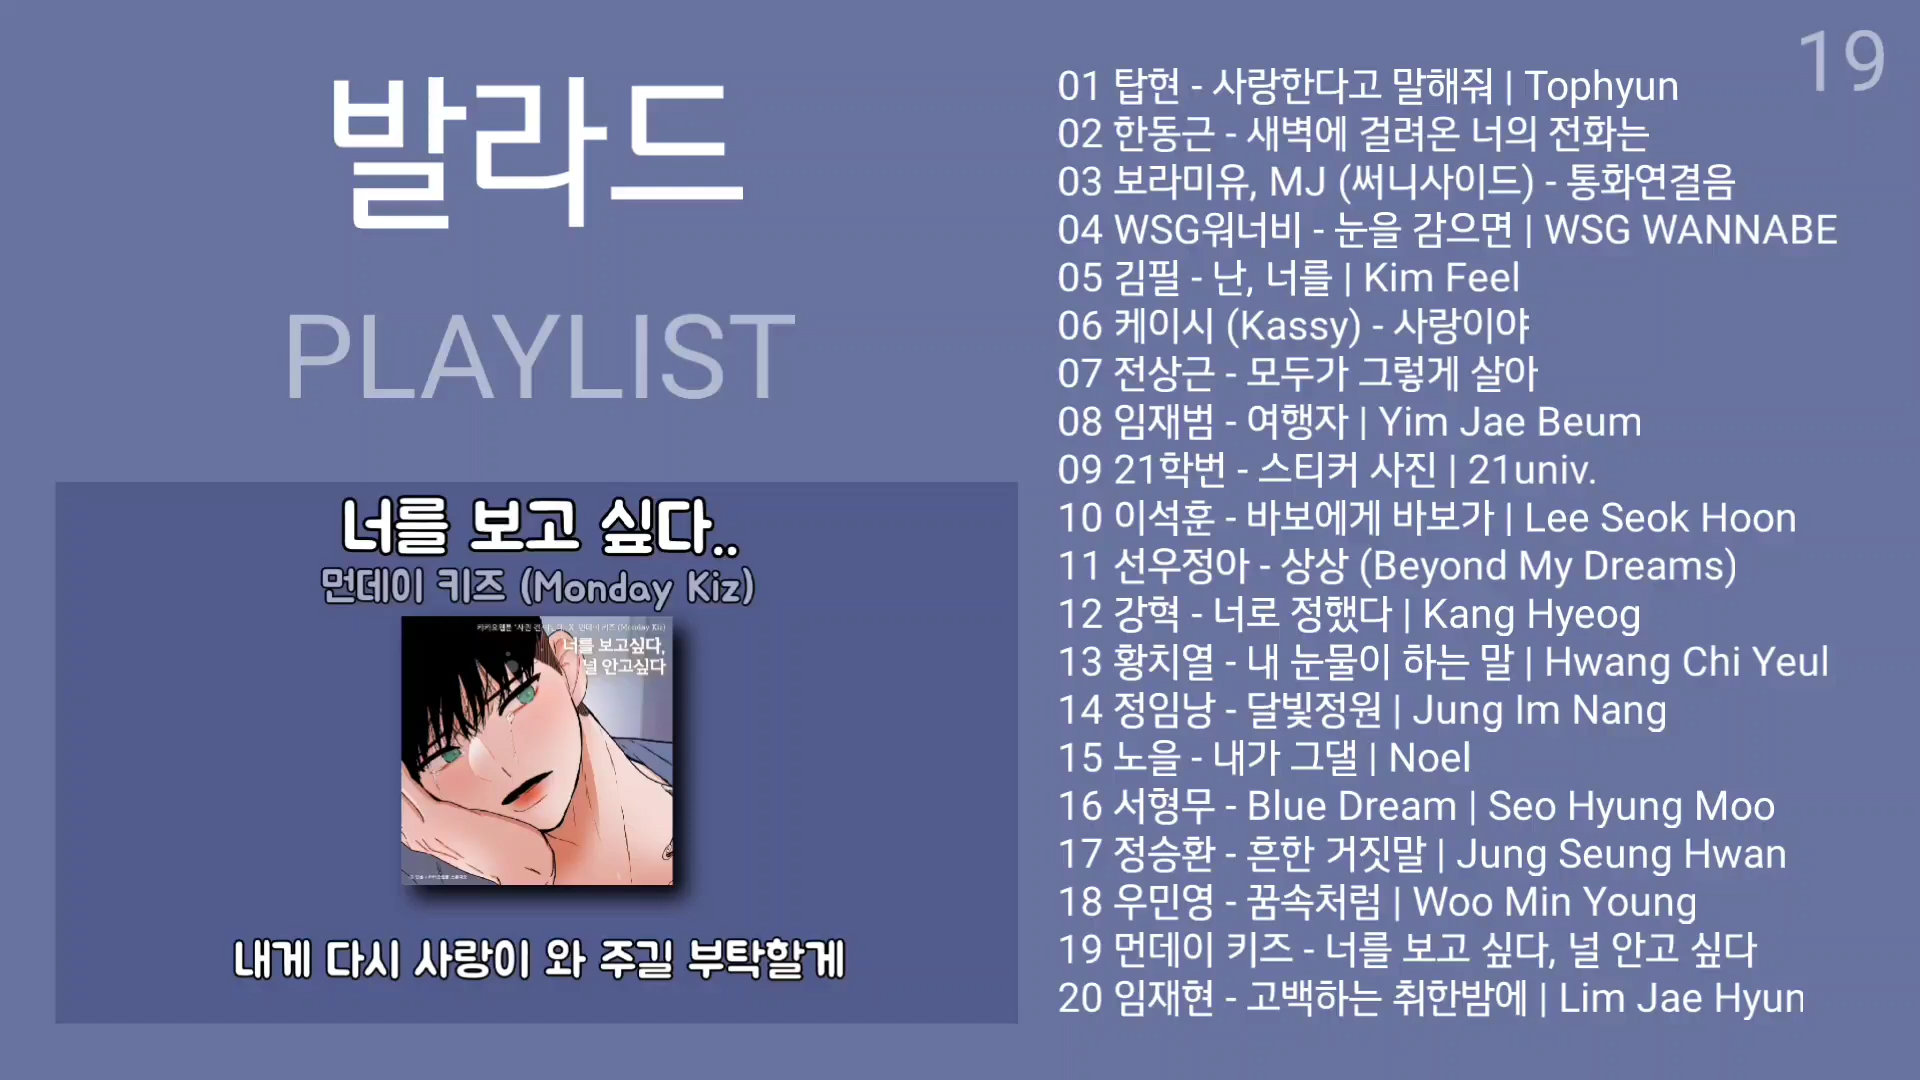 발라드
PLAYLIST
너를 보고 싶다..
먼데이 키즈 (Monday Kiz)
너를 보고싶다,
널 안고싶다
내게 다시 사랑이 와 주길 부탁할게
19
01 탑현 - 사랑한다고 말해줘 | Tophyun
02 한동근 - 새벽에 걸려온 너의 전화는
03 보라미유, MJ (써니사이드) - 통화연결음
04 WSG워너비 - 눈을 감으면 | WSG WANNABE
05 김필 - 난, 너를 | Kim Feel
06 케이시 (Kassy) - 사랑이야
07 전상근 - 모두가 그렇게 살아
08 임재범 - 여행자 | Yim Jae Beum
09 21학번 - 스티커 사진 | 21univ.
10 이석훈 - 바보에게 바보가 | Lee Seok Hoon
11 선우정아 - 상상 (Beyond My Dreams)
12 강혁 - 너로 정했다 | Kang Hyeog
13 황치열 - 내 눈물이 하는 말 | Hwang Chi Yeul
14 정임낭 - 달빛정원 | Jung Im Nang
15 노을 - 내가 그댈 | Noel
16 서형무 - Blue Dream | Seo Hyung Moo
17 정승환 - 흔한 거짓말 | Jung Seung Hwan
18 우민영 - 꿈속처럼 | Woo Min Young
19 먼데이 키즈 - 너를 보고 싶다, 널 안고 싶다
20 임재현 - 고백하는 취한밤에 | Lim Jae Hyun